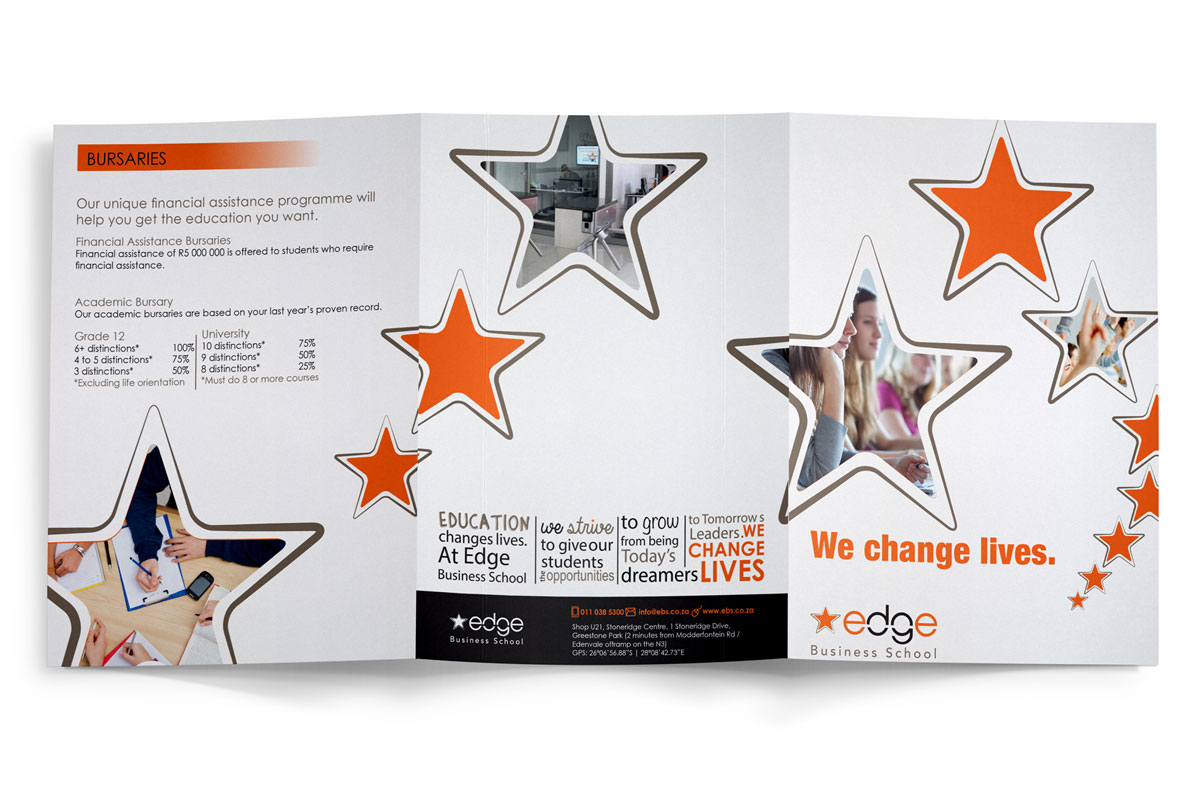 BURSARIES
Our unique financial assistance programme will
help you get the education you want.
Financial Assistance Bursaries
Financial assistance of R5 000 000 is offered to students who require
financial assistance.
Academic Bursary
Our academic bursaries are based on your last year's proven record.
Grade 12
6+ distinctions* 100%
4 to 5 distinctions* 75%
3 distinctions* 50%
*Excluding life orientation
University
10 distinctions* 75%
9 distinctions* 50%
8 distinctions* 25%
*Must do 8 or more courses
EDUCATION
changes lives.
At Edge
Business School
we strive
to give our
students
the opportunities
to grow
from being
Today's
dreamers
to Tomorrow s
Leaders. WE
CHANGE
LIVES
edge
Business School
011 038 5300 info@ebs.co.za www.ebs.co.za
Shop U21, Stoneridge Centre, 1 Stoneridge Drive,
Greestone Park (2 minutes from Modderfontein Rd /
Edenvale offramp on the N3)
GPS: 26°06'56.88"S | 28°08'42.73"E
We change lives.
edge
Business School